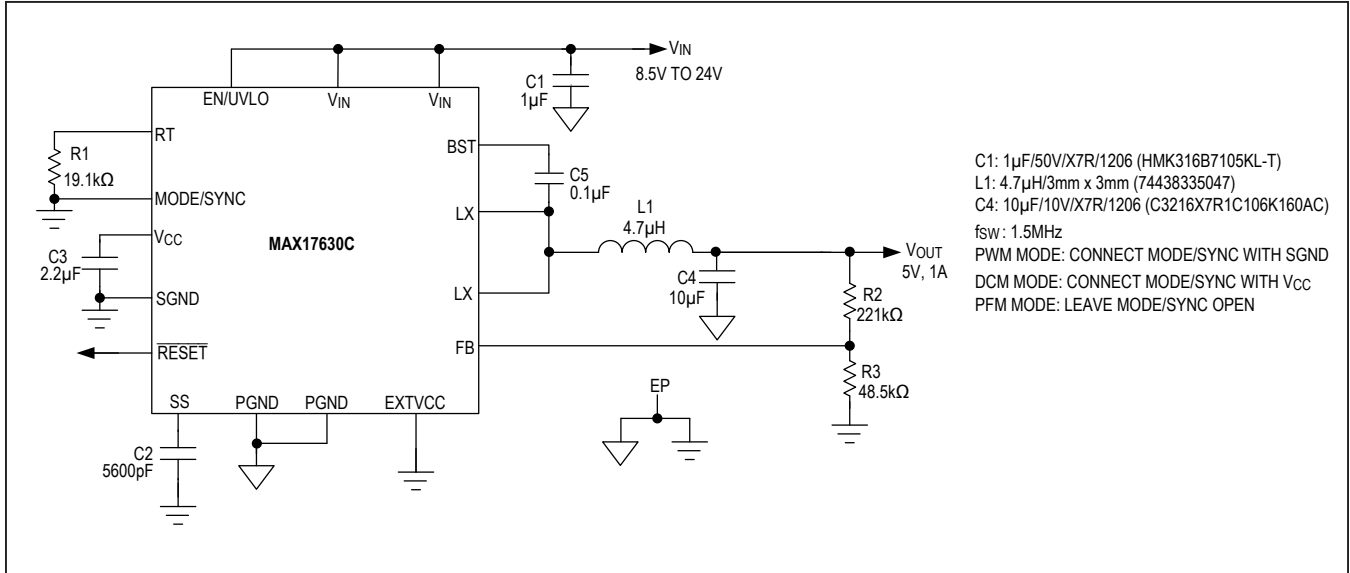 VIN
8.5V TO 24V
C1
1µF
EN/UVLO
VIN
VIN
RT
R1
19.1kΩ
MODE/SYNC
VCC
C3
2.2µF
SGND
RESET
SS
C2
5600pF
PGND
PGND
EXTVCC
MAX17630C
BST
C5
0.1µF
LX
LX
L1
4.7µH
C4
10µF
VOUT
5V, 1A
R2
221kΩ
FB
R3
48.5kΩ
EP
C1: 1µF/50V/X7R/1206 (HMK316B7105KL-T)
L1: 4.7µH/3mm x 3mm (74438335047)
C4: 10µF/10V/X7R/1206 (C3216X7R1C106K160AC)
fSW: 1.5MHz
PWM MODE: CONNECT MODE/SYNC WITH SGND
DCM MODE: CONNECT MODE/SYNC WITH VCC
PFM MODE: LEAVE MODE/SYNC OPEN